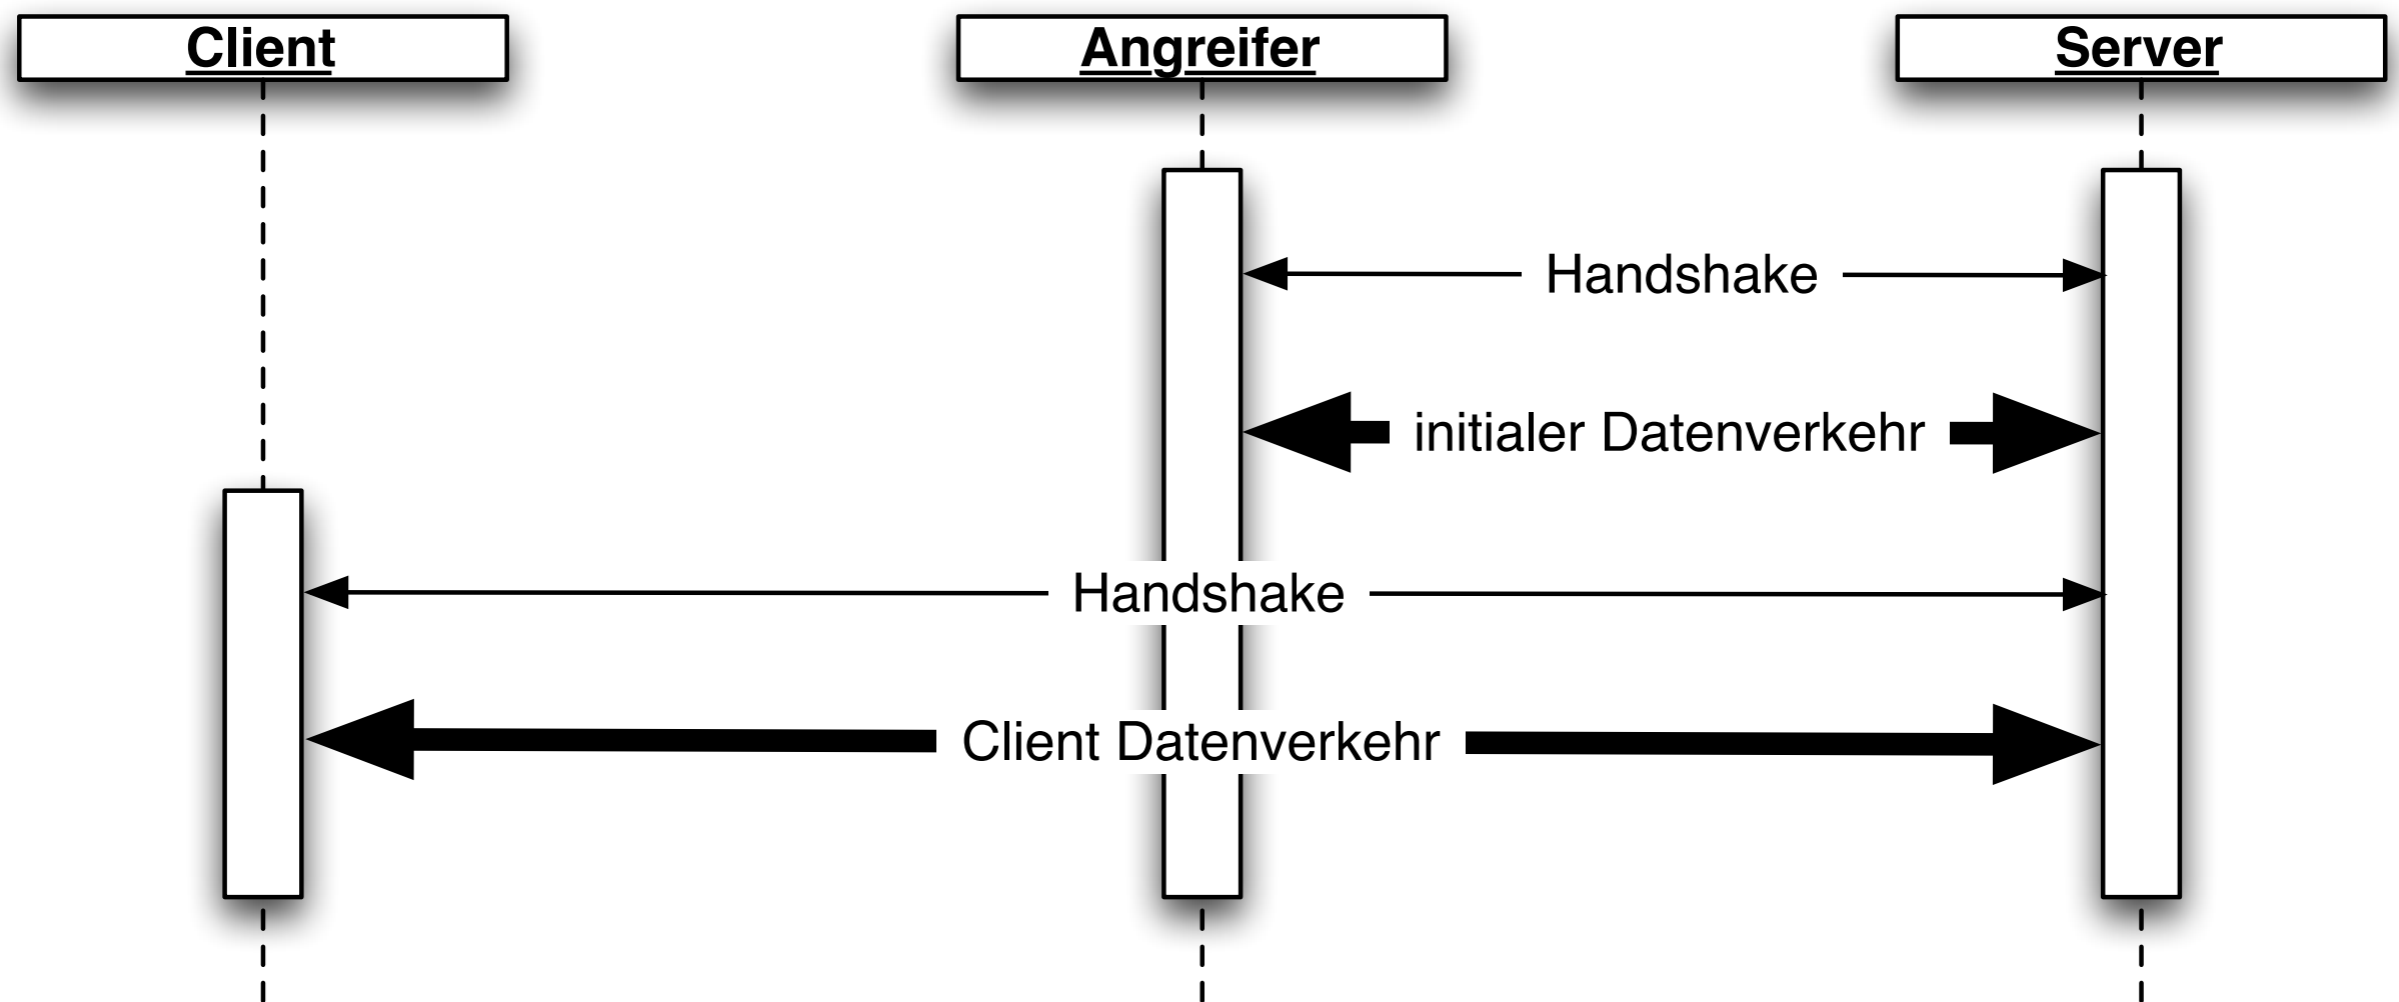 Client
Angreifer
Server
Handshake
initialer Datenverkehr
Handshake
Client Datenverkehr